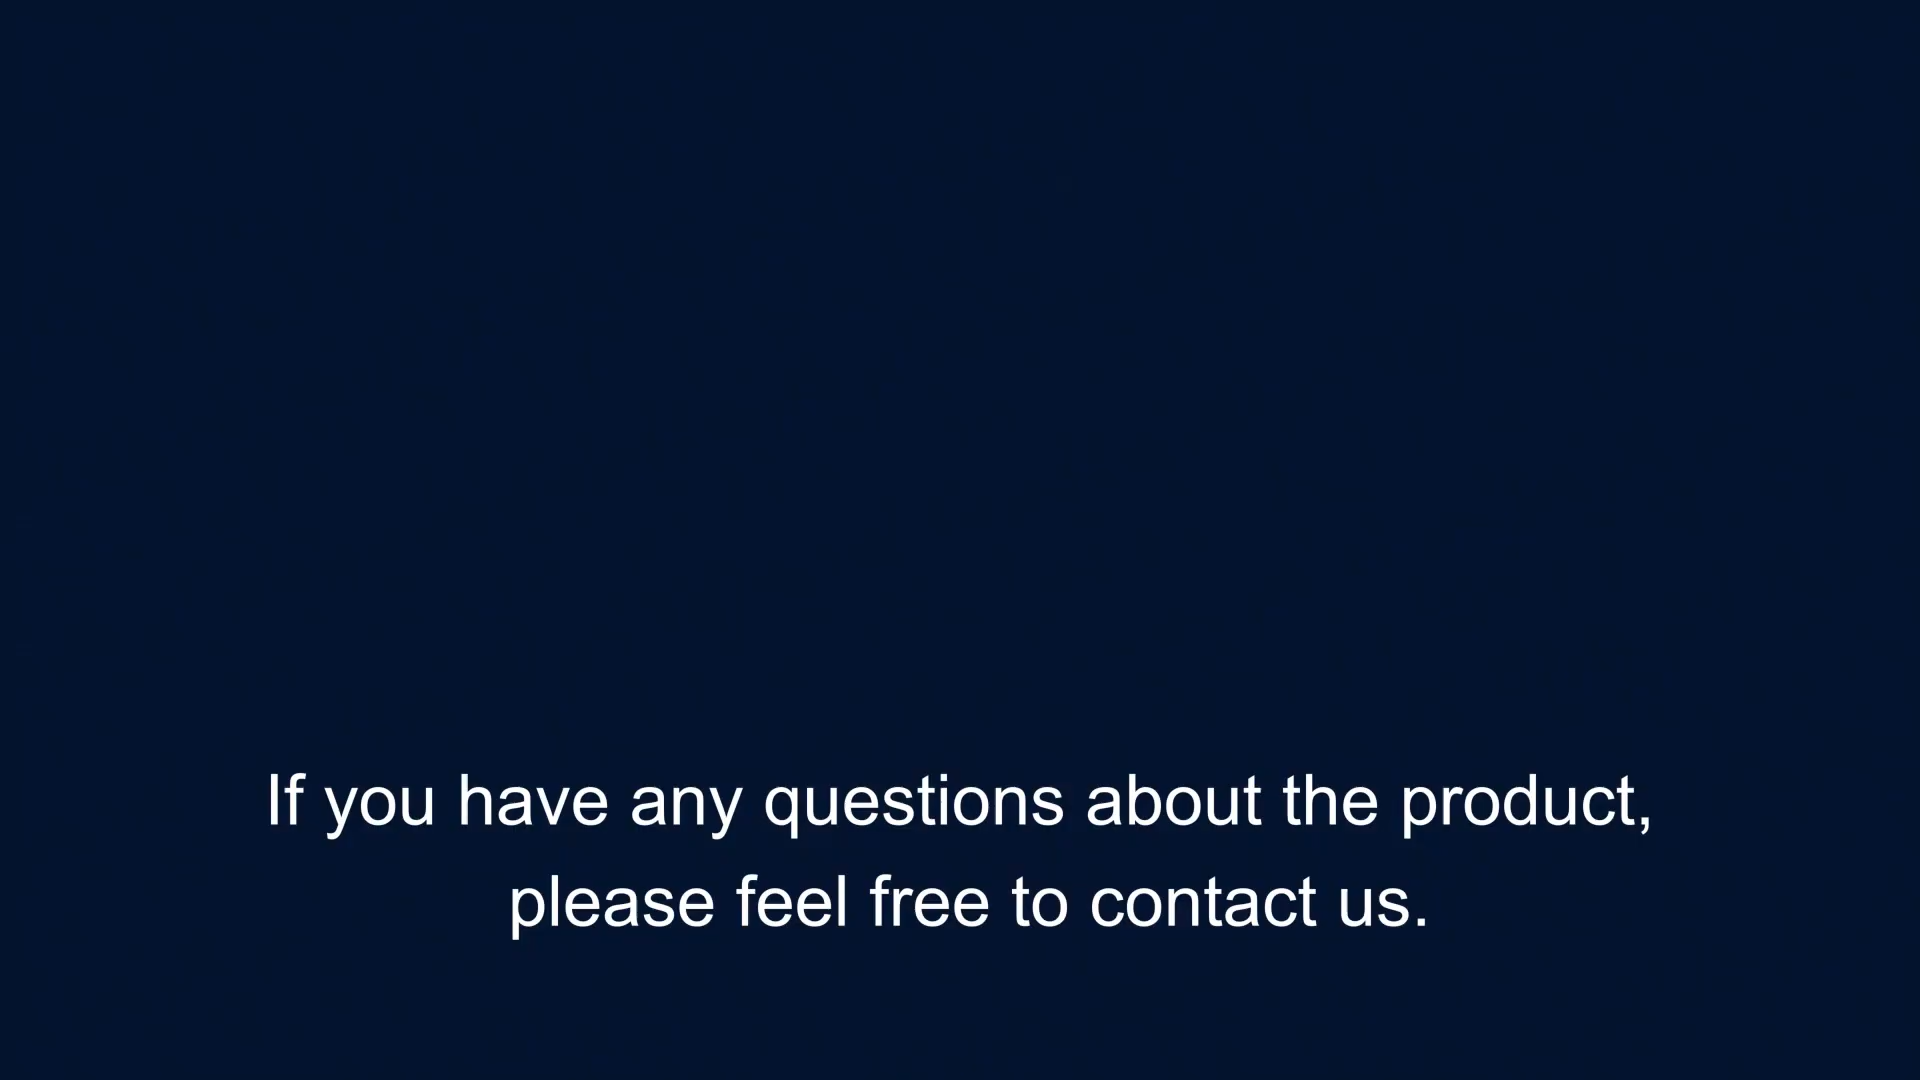 If you have any questions about the product,
please feel free to contact us.